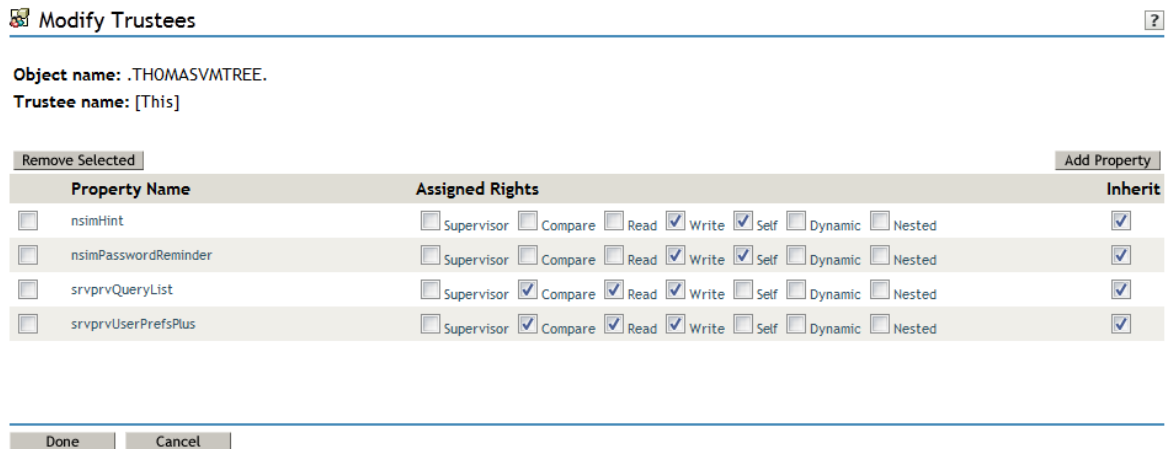 Modify Trustees
?
Object name: .THOMASVMTREE.
Trustee name: [This]
Remove Selected Add Property
Property Name Assigned Rights Inherit
nsimHint Supervisor Compare Read Write Self Dynamic Nested
nsimPasswordReminder Supervisor Compare Read Write Self Dynamic Nested
srvprvQueryList Supervisor Compare Read Write Self Dynamic Nested
srvprvUserPrefsPlus Supervisor Compare Read Write Self Dynamic Nested
Done Cancel